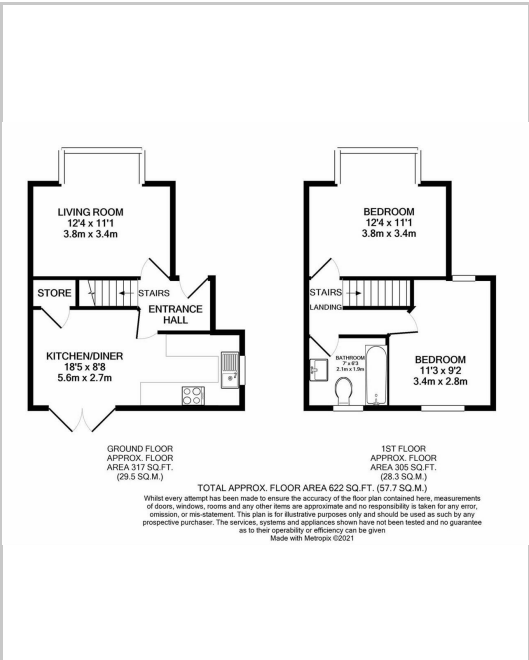 LIVING ROOM
12'4 x 11'1
3.8m x 3.4m
STORE
STAIRS
ENTRANCE
HALL
KITCHEN/DINER
18'5 x 8'8
5.6m x 2.7m
GROUND FLOOR
APPROX. FLOOR
AREA 317 SQ.FT.
(29.5 SQ.M.)
BEDROOM
12'4 x 11'1
3.8m x 3.4m
STAIRS
LANDING
BATHROOM
7' x 6'3
2.1m x 1.9m
BEDROOM
11'3 x 9'2
3.4m x 2.8m
1ST FLOOR
APPROX. FLOOR
AREA 305 SQ.FT.
(28.3 SQ.M.)
TOTAL APPROX. FLOOR AREA 622 SQ.FT. (57.7 SQ.M.)
Whilst every attempt has been made to ensure the accuracy of the floor plan contained here, measurements
of doors, windows, rooms and any other items are approximate and no responsibility is taken for any error,
omission, or mis-statement. This plan is for illustrative purposes only and should be used as such by any
prospective purchaser. The services, systems and appliances shown have not been tested and no guarantee
as to their operability or efficiency can be given
Made with Metropix ©2021